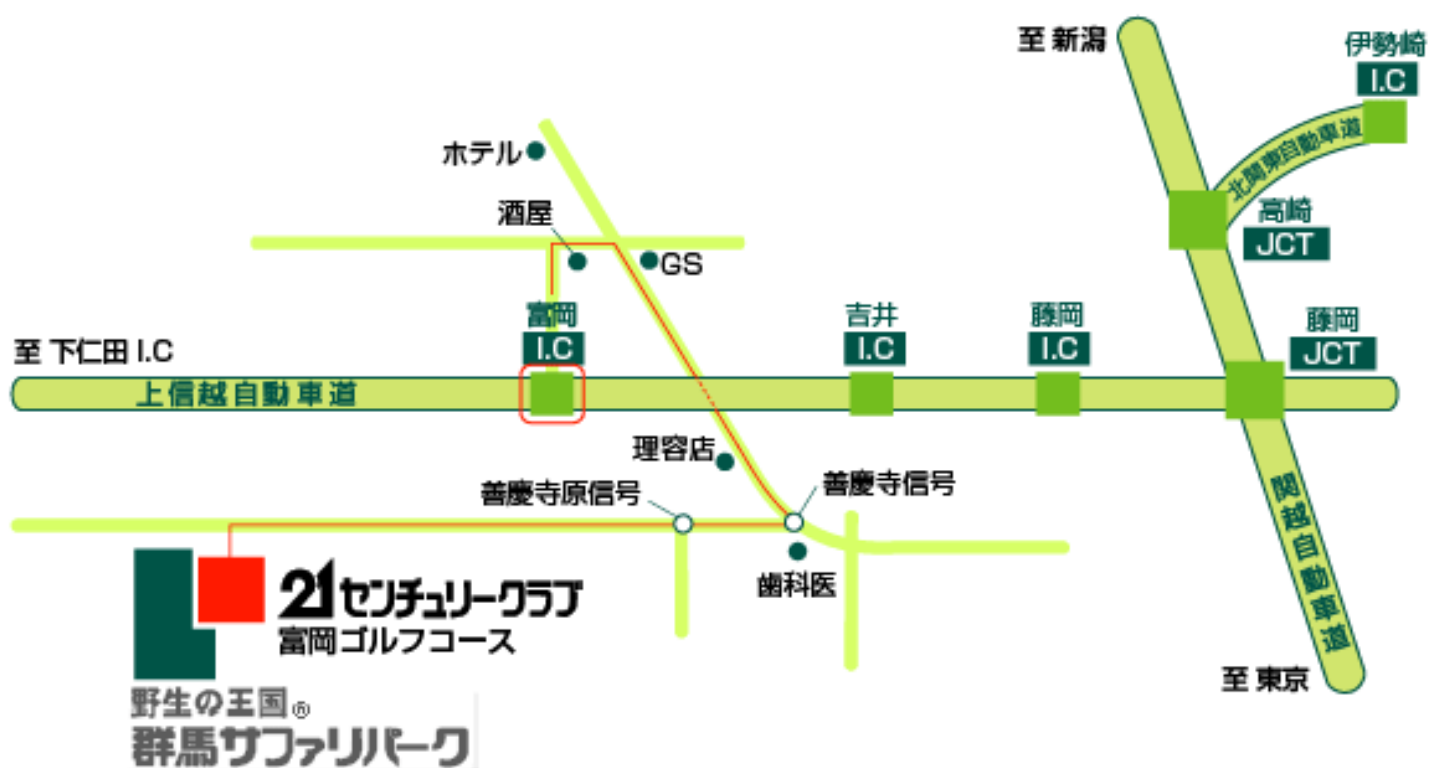 至 新潟
伊勢崎
I.C
北関東自動車道
ホテル
酒屋
高崎
JCT
GS
富岡
I.C
吉井
I.C
藤岡
I.C
藤岡
JCT
至 下仁田 I.C
上信越自動車道
理容店
善慶寺原信号
善慶寺信号
関越自動車道
歯科医
21センチュリークラブ
富岡ゴルフコース
至 東京
野生の王国®
群馬サファリパーク